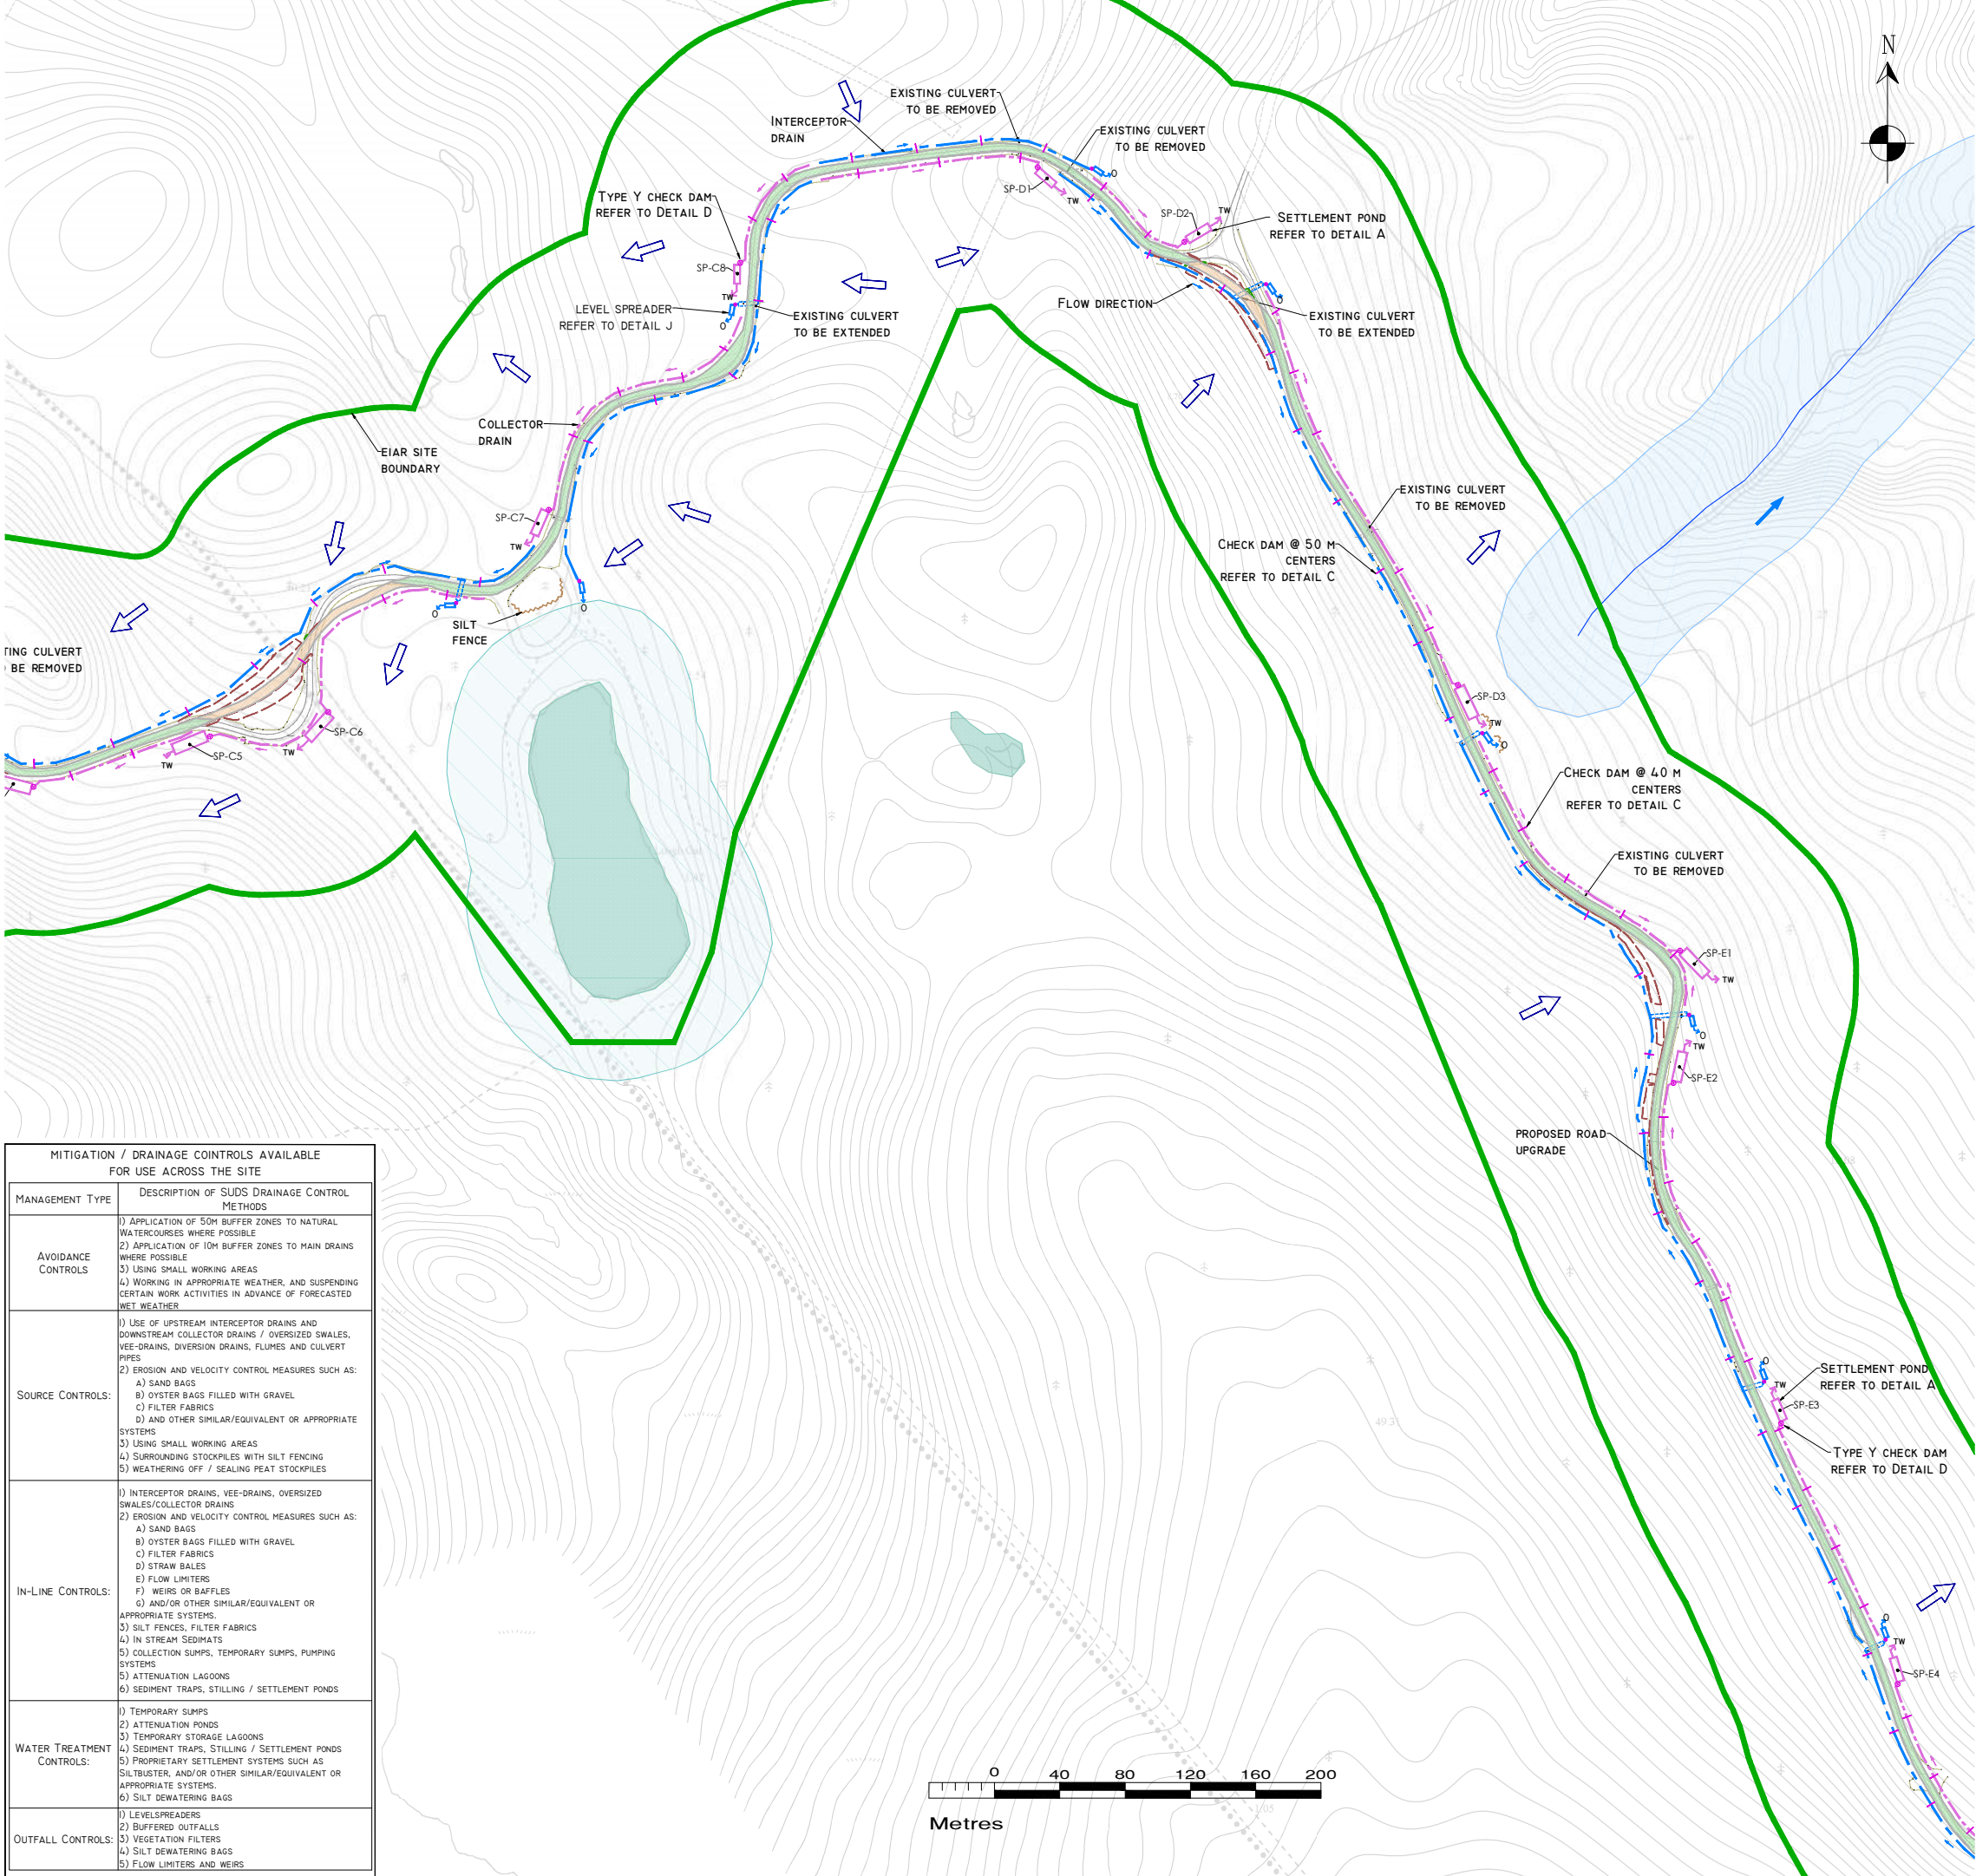 N
EXISTING CULVERT
TO BE REMOVED
INTERCEPTOR
DRAIN
EXISTING CULVERT
TO BE REMOVED
O
SP-D1
TW
TYPE Y CHECK DAM
REFER TO DETAIL D
SP-D2
TW
SETTLEMENT POND
REFER TO DETAIL A
SP-C8
TW
LEVEL SPREADER
REFER TO DETAIL J
O
EXISTING CULVERT
TO BE EXTENDED
FLOW DIRECTION
O
EXISTING CULVERT
TO BE EXTENDED
COLLECTOR
DRAIN
EIAR SITE
BOUNDARY
SP-C7
TW
EXISTING CULVERT
TO BE REMOVED
CHECK DAM @ 50 M
CENTERS
REFER TO DETAIL C
O
O
SILT
FENCE
TING CULVERT
BE REMOVED
SP-C6
TW
SP-C5
TW
SP-D3
TW
O
CHECK DAM @ 40 M
CENTERS
REFER TO DETAIL C
EXISTING CULVERT
TO BE REMOVED
SP-E1
TW
O
TW
SP-E2
PROPOSED ROAD
UPGRADE
O
TW
SETTLEMENT POND
REFER TO DETAIL A
SP-E3
TYPE Y CHECK DAM
REFER TO DETAIL D
49.3
O
TW
SP-E4
MITIGATION / DRAINAGE COINTROLS AVAILABLE
FOR USE ACROSS THE SITE
MANAGEMENT TYPE
DESCRIPTION OF SUDS DRAINAGE CONTROL
METHODS
AVOIDANCE
CONTROLS
1) APPLICATION OF 50M BUFFER ZONES TO NATURAL
WATERCOURSES WHERE POSSIBLE
2) APPLICATION OF 10M BUFFER ZONES TO MAIN DRAINS
WHERE POSSIBLE
3) USING SMALL WORKING AREAS
4) WORKING IN APPROPRIATE WEATHER, AND SUSPENDING
CERTAIN WORK ACTIVITIES IN ADVANCE OF FORECASTED
WET WEATHER
SOURCE CONTROLS:
1) USE OF UPSTREAM INTERCEPTOR DRAINS AND
DOWNSTREAM COLLECTOR DRAINS / OVERSIZED SWALES,
VEE-DRAINS, DIVERSION DRAINS, FLUMES AND CULVERT
PIPES
2) EROSION AND VELOCITY CONTROL MEASURES SUCH AS:
A) SAND BAGS
B) OYSTER BAGS FILLED WITH GRAVEL
C) FILTER FABRICS
D) AND OTHER SIMILAR/EQUIVALENT OR APPROPRIATE
SYSTEMS
3) USING SMALL WORKING AREAS
4) SURROUNDING STOCKPILES WITH SILT FENCING
5) WEATHERING OFF / SEALING PEAT STOCKPILES
IN-LINE CONTROLS:
1) INTERCEPTOR DRAINS, VEE-DRAINS, OVERSIZED
SWALES/COLLECTOR DRAINS
2) EROSION AND VELOCITY CONTROL MEASURES SUCH AS:
A) SAND BAGS
B) OYSTER BAGS FILLED WITH GRAVEL
C) FILTER FABRICS
D) STRAW BALES
E) FLOW LIMITERS
F) WEIRS OR BAFFLES
G) AND/OR OTHER SIMILAR/EQUIVALENT OR
APPROPRIATE SYSTEMS.
3) SILT FENCES, FILTER FABRICS
4) IN STREAM SEDIMATS
5) COLLECTION SUMPS, TEMPORARY SUMPS, PUMPING
SYSTEMS
5) ATTENUATION LAGOONS
6) SEDIMENT TRAPS, STILLING / SETTLEMENT PONDS
WATER TREATMENT
CONTROLS:
1) TEMPORARY SUMPS
2) ATTENUATION PONDS
3) TEMPORARY STORAGE LAGOONS
4) SEDIMENT TRAPS, STILLING / SETTLEMENT PONDS
5) PROPRIETARY SETTLEMENT SYSTEMS SUCH AS
SILTBUSTER, AND/OR OTHER SIMILAR/EQUIVALENT OR
APPROPRIATE SYSTEMS.
6) SILT DEWATERING BAGS
OUTFALL CONTROLS:
1) LEVELSPREADERS
2) BUFFERED OUTFALLS
3) VEGETATION FILTERS
4) SILT DEWATERING BAGS
5) FLOW LIMITERS AND WEIRS
0 40 80 120 160 200
Metres